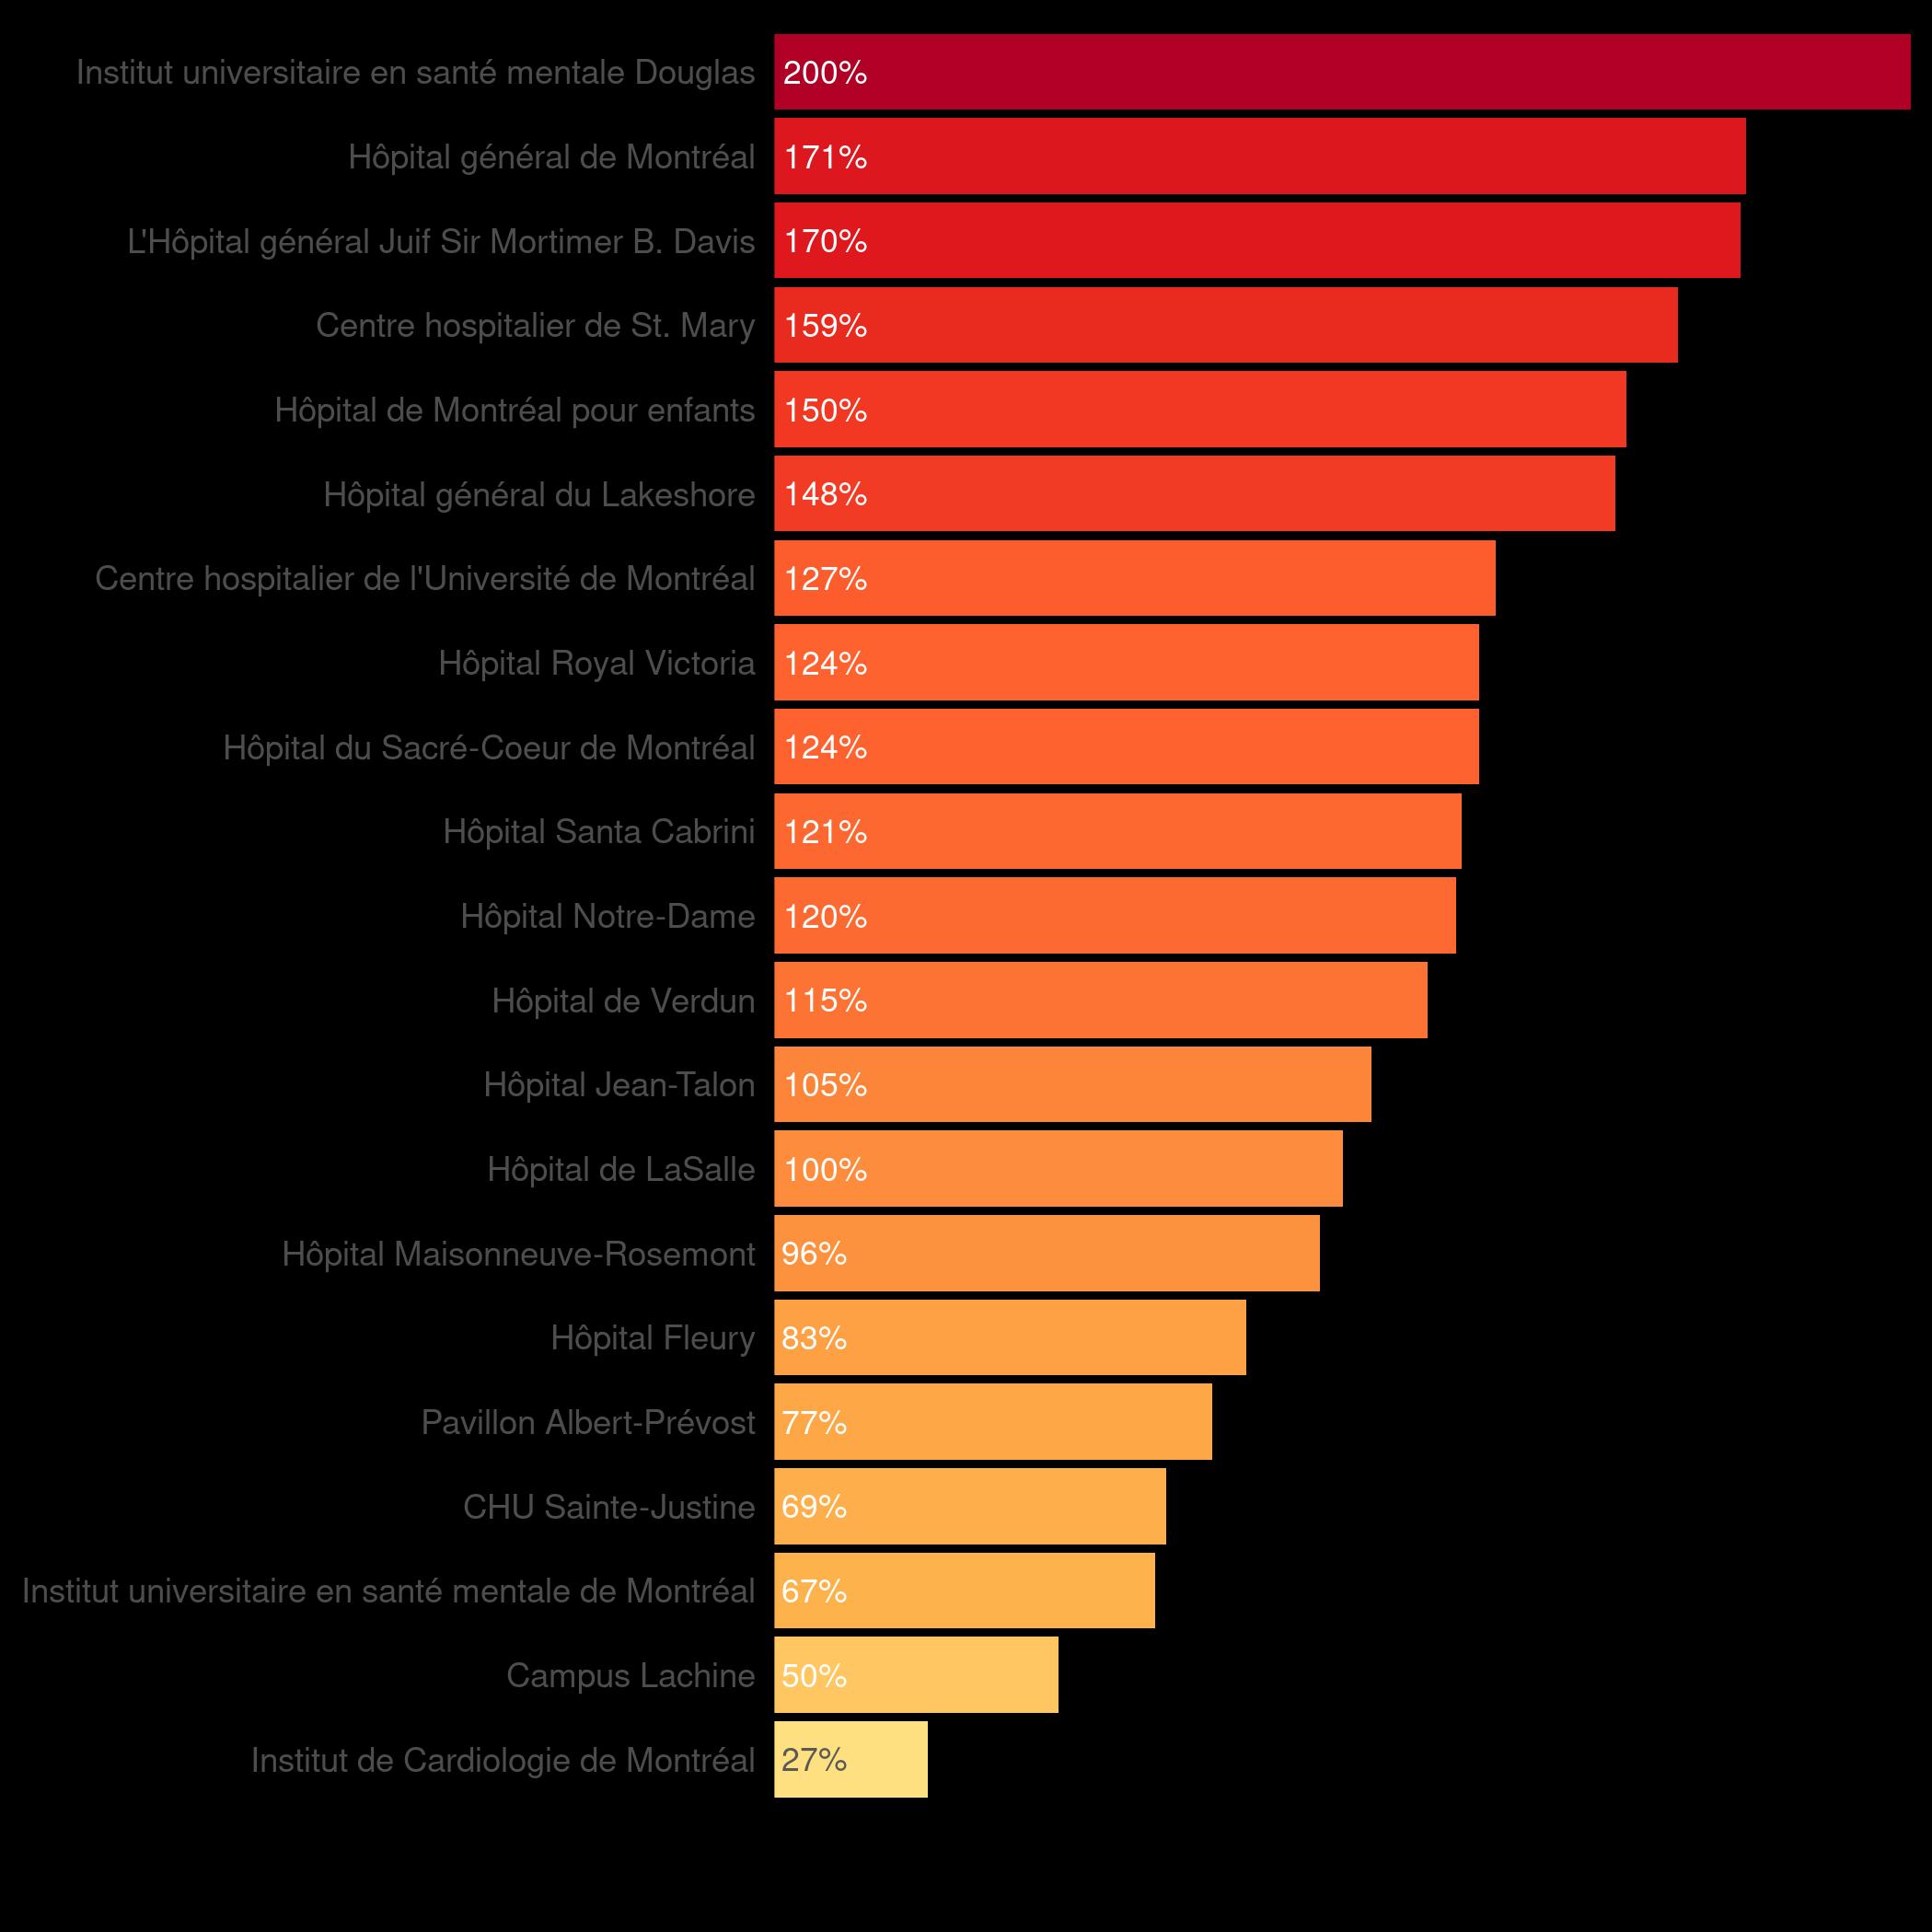 Institut universitaire en santé mentale Douglas 200%
Hôpital général de Montréal 171%
L'Hôpital général Juif Sir Mortimer B. Davis 170%
Centre hospitalier de St. Mary 159%
Hôpital de Montréal pour enfants 150%
Hôpital général du Lakeshore 148%
Centre hospitalier de l'Université de Montréal 127%
Hôpital Royal Victoria 124%
Hôpital du Sacré-Coeur de Montréal 124%
Hôpital Santa Cabrini 121%
Hôpital Notre-Dame 120%
Hôpital de Verdun 115%
Hôpital Jean-Talon 105%
Hôpital de LaSalle 100%
Hôpital Maisonneuve-Rosemont 96%
Hôpital Fleury 83%
Pavillon Albert-Prévost 77%
CHU Sainte-Justine 69%
Institut universitaire en santé mentale de Montréal 67%
Campus Lachine 50%
Institut de Cardiologie de Montréal 27%